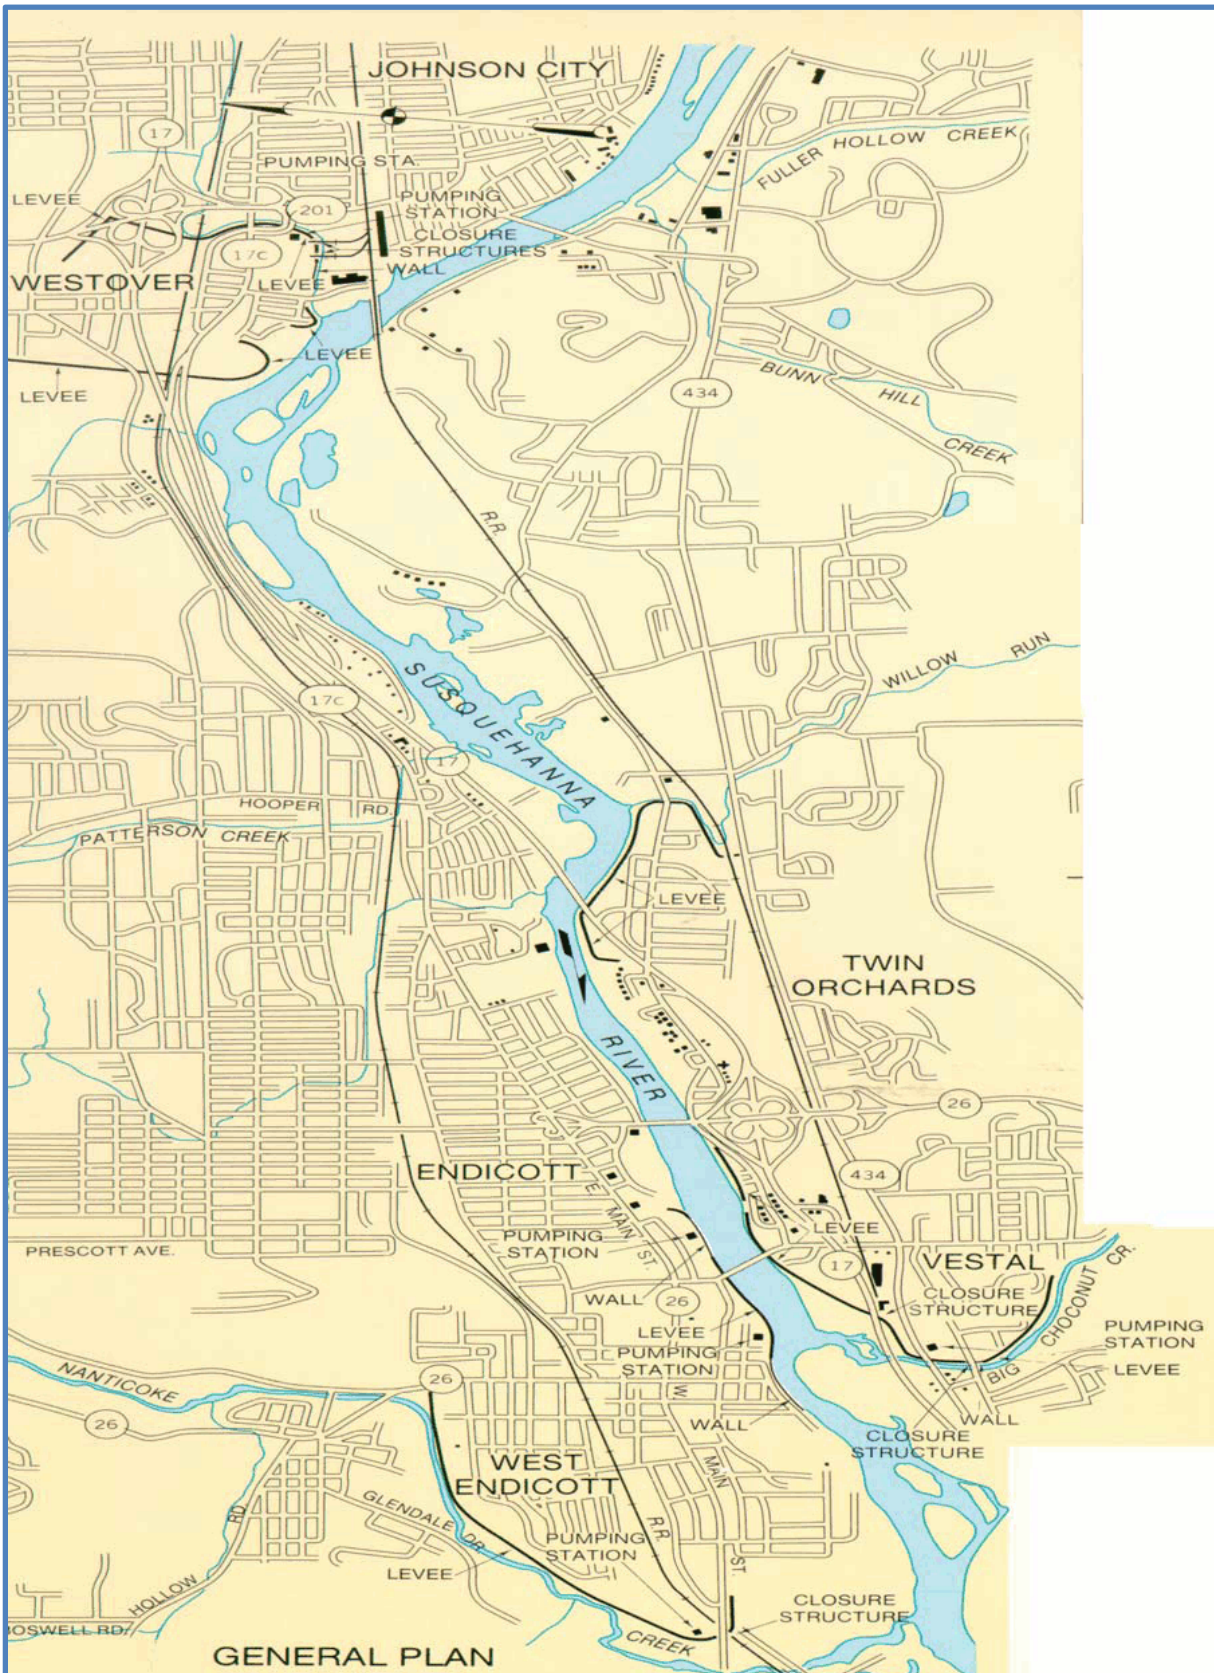 JOHNSON CITY
17
FULLER HOLLOW CREEK
PUMPING STA.
LEVEE
PUMPING
STATION
201
CLOSURE
STRUCTURES
17C
WALL
WESTOVER
LEVEE
LEVEE
LEVEE
BUNN HILL
CREEK
434
R.R.
WILLOW RUN
SUSQUEHANNA
17C
17
HOOPER RD.
PATTERSON CREEK
LEVEE
TWIN
ORCHARDS
RIVER
26
ENDICOTT
434
E. MAIN ST.
LEVEE
PUMPING
STATION
PRESCOTT AVE.
17
VESTAL
CHOCONUT CR.
WALL
26
CLOSURE
STRUCTURE
LEVEE
PUMPING
STATION
PUMPING
STATION
LEVEE
BIG
NANTICOKE
26
W.
26
WALL
WALL
CLOSURE
STRUCTURE
WEST
ENDICOTT
MAIN
GLENDALE DR.
RD.
PUMPING
STATION
R.R.
ST.
LEVEE
HOLLOW
CLOSURE
STRUCTURE
BOSWELL RD.
CREEK
GENERAL PLAN